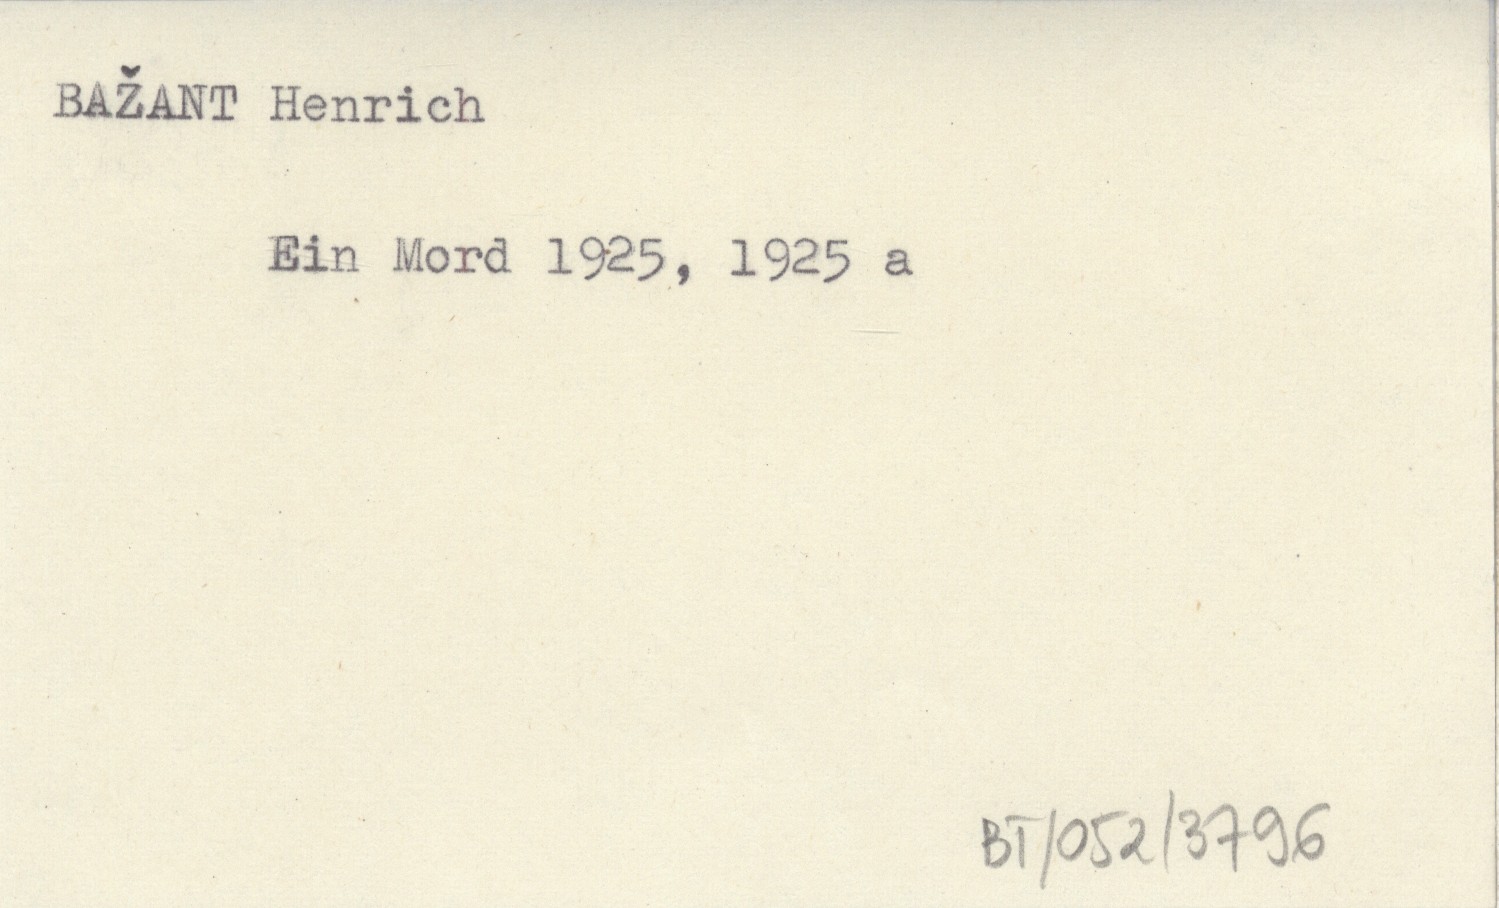 BAŽANT Henrich
Ein Mord 1925, 1925 a
BT/052/3796